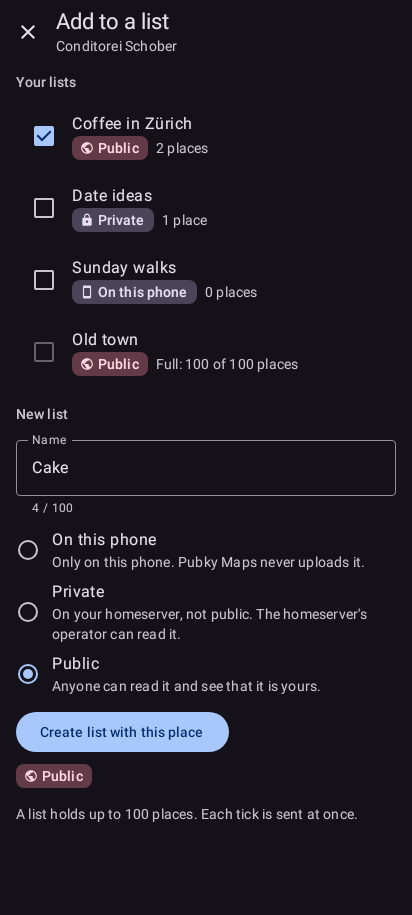 Add to a list
Conditorei Schober
Your lists
Coffee in Zürich
Public 2 places
Date ideas
Private 1 place
Sunday walks
On this phone 0 places
Old town
Public Full: 100 of 100 places
New list
Name
Cake
4 / 100
On this phone
Only on this phone. Pubky Maps never uploads it.
Private
On your homeserver, not public. The homeserver's
operator can read it.
Public
Anyone can read it and see that it is yours.
Create list with this place
Public
A list holds up to 100 places. Each tick is sent at once.